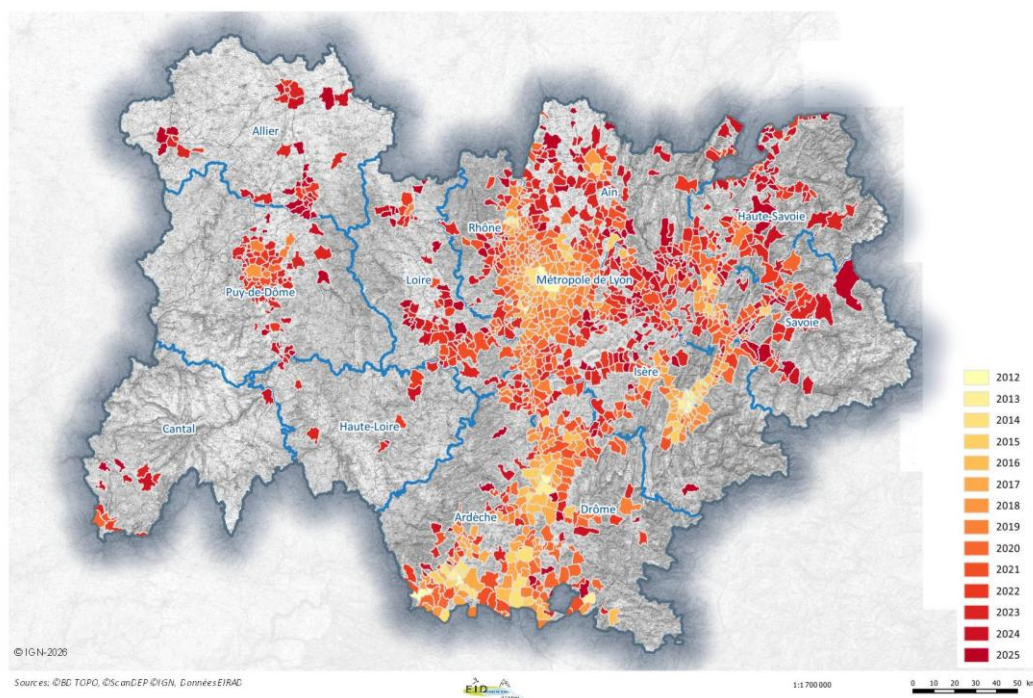 Allier
Ain
Haute-Savoie
Rhône
Loire
Métropole de Lyon
Puy-de-Dôme
Savoie
Isère
Cantal
Haute-Loire
Ardèche
Drôme
2012
2013
2014
2015
2016
2017
2018
2019
2020
2021
2022
2023
2024
2025
© IGN-2026
Sources: ©BD TOPO, ©ScanDEP ©IGN, Données EIRAD
EID
1:1 700 000
0 10 20 30 40 50 km